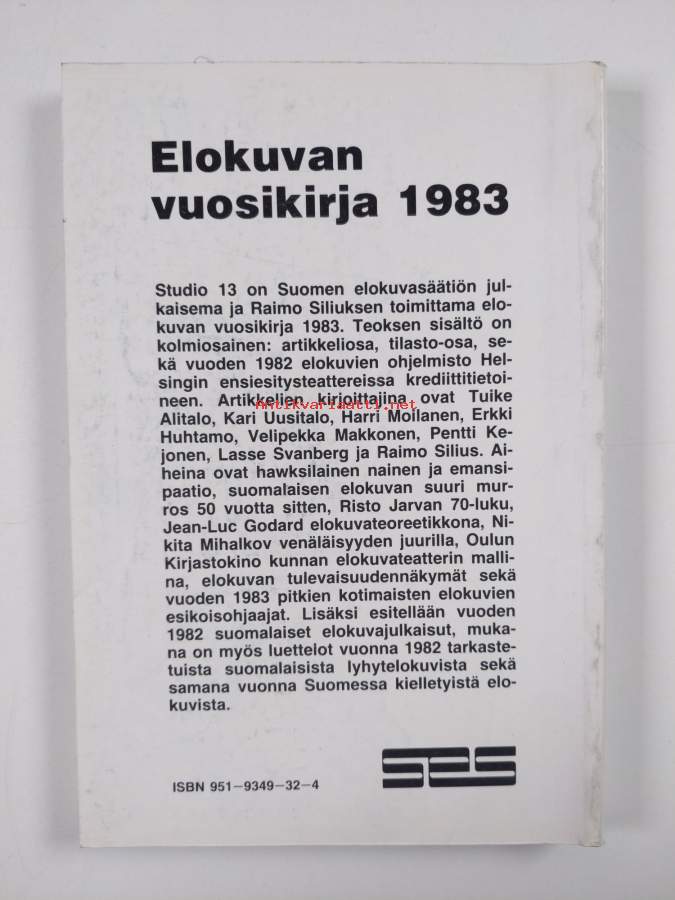 Elokuvan
vuosikirja 1983
Studio 13 on Suomen elokuvasäätiön jul-
kaisema ja Raimo Siliuksen toimittama elo-
kuvan vuosikirja 1983. Teoksen sisältö on
kolmiosainen: artikkeliosa, tilasto-osa, se-
kä vuoden 1982 elokuvien ohjelmisto Hel-
singin ensiesitysteattereissa krediittitietoi-
neen. Artikkelien kirjoittajina ovat Tuike
antikvariaatti.net
Alitalo, Kari Uusitalo, Harri Moilanen, Erkki
Huhtamo, Velipekka Makkonen, Pentti Ke-
jonen, Lasse Svanberg ja Raimo Silius. Ai-
heina ovat hawksilainen nainen ja emansi-
paatio, suomalaisen elokuvan suuri mur-
ros 50 vuotta sitten, Risto Jarvan 70-luku,
Jean-Luc Godard elokuvateoreetikkona, Ni-
kita Mihalkov venäläisyyden juurilla, Oulun
Kirjastokino kunnan elokuvateatterin malli-
na, elokuvan tulevaisuudennäkymät sekä
vuoden 1983 pitkien kotimaisten elokuvien
esikoisohjaajat. Lisäksi esitellään vuoden
1982 suomalaiset elokuvajulkaisut, muka-
na on myös luettelot vuonna 1982 tarkaste-
tuista suomalaisista lyhytelokuvista sekä
samana vuonna Suomessa kielletyistä elo-
kuvista.
SES
ISBN 951-9349-32-4